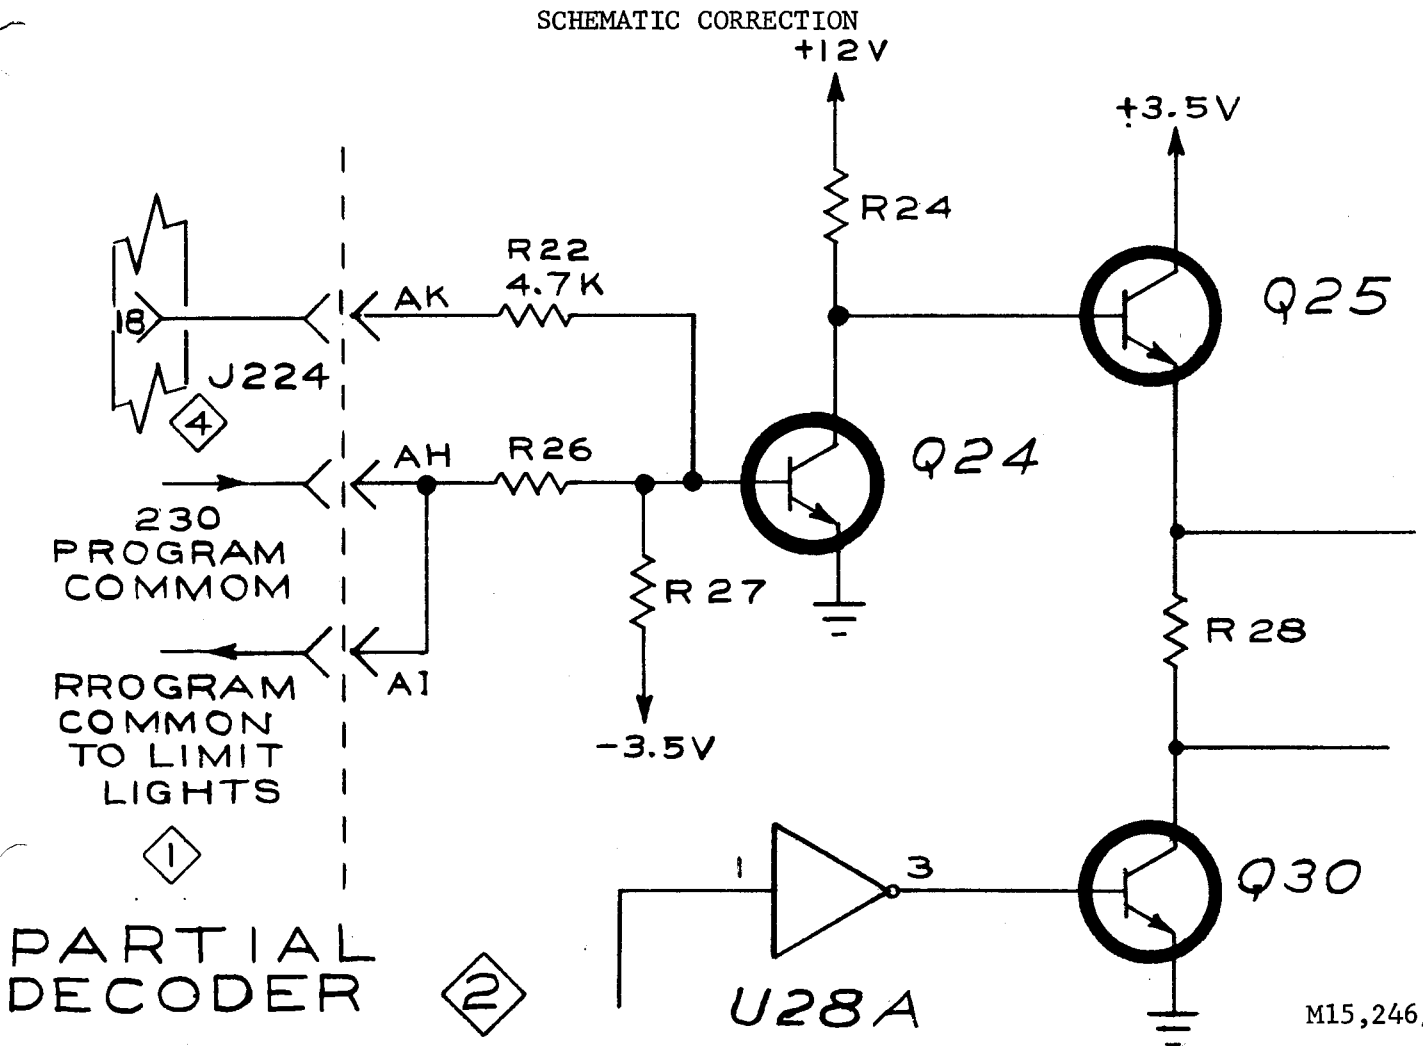 SCHEMATIC CORRECTION
+12V
+3.5V
R24
R22
4.7K
AK
18
J224
4
Q25
AH
R26
Q24
230
PROGRAM
COMMOM
R27
R28
AI
RROGRAM
COMMON
TO LIMIT
LIGHTS
-3.5V
1
1
3
Q30
PARTIAL
DECODER
2
U28A
M15,246